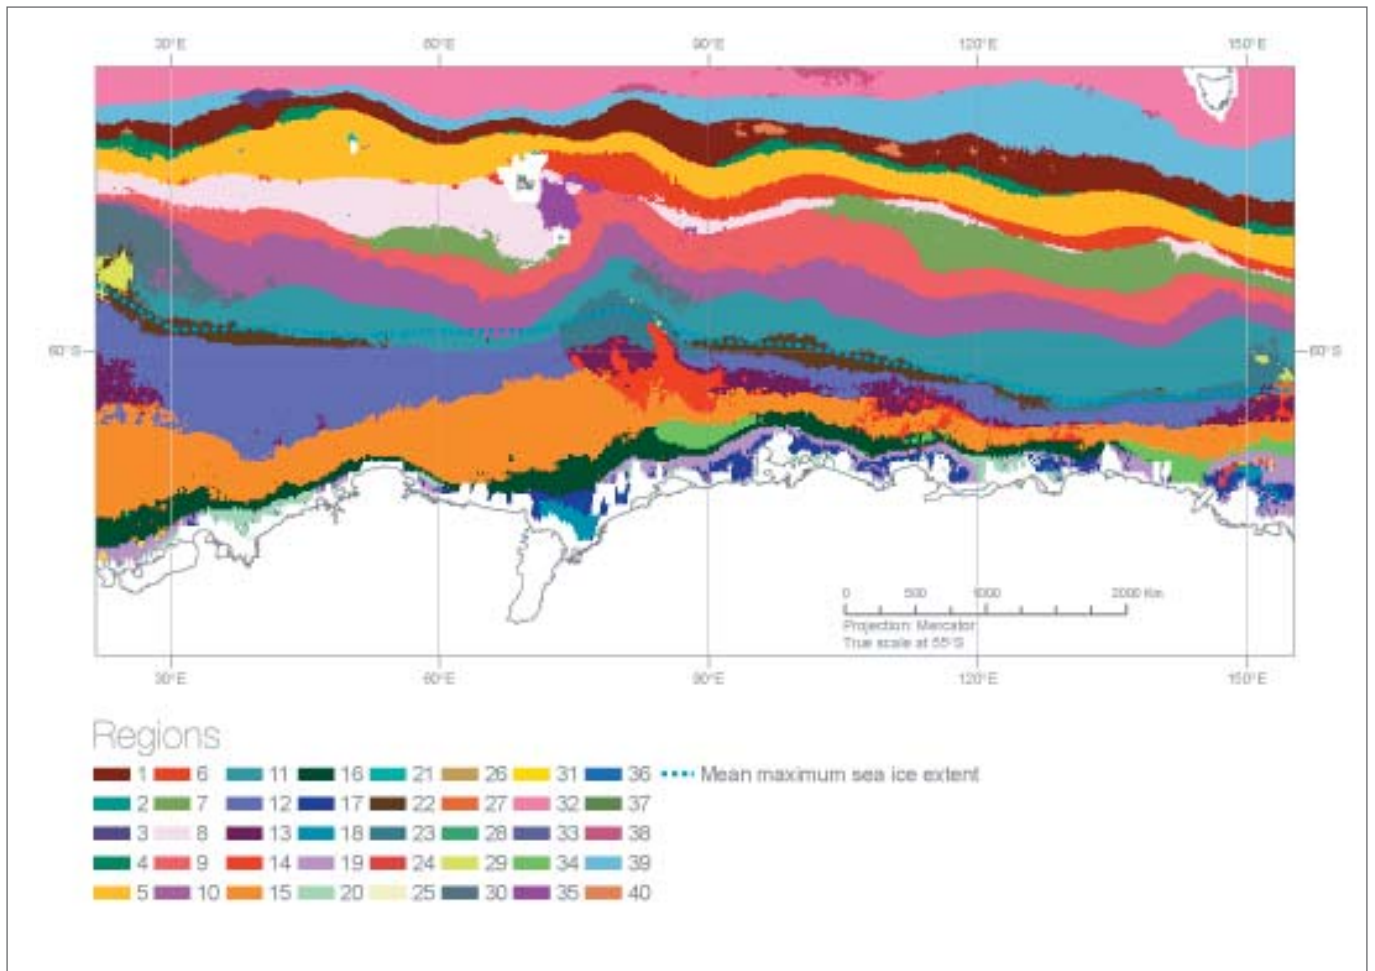 30°E 60°E 90°E 120°E 150°E
60°S 60°S
0 500 1000 2000 Km
Projection: Mercator
True scale at 55°S
30°E 60°E 90°E 120°E 150°E
Regions
1 6 11 16 21 26 31 36 Mean maximum sea ice extent
2 7 12 17 22 27 32 37
3 8 13 18 23 28 33 38
4 9 14 19 24 29 34 39
5 10 15 20 25 30 35 40